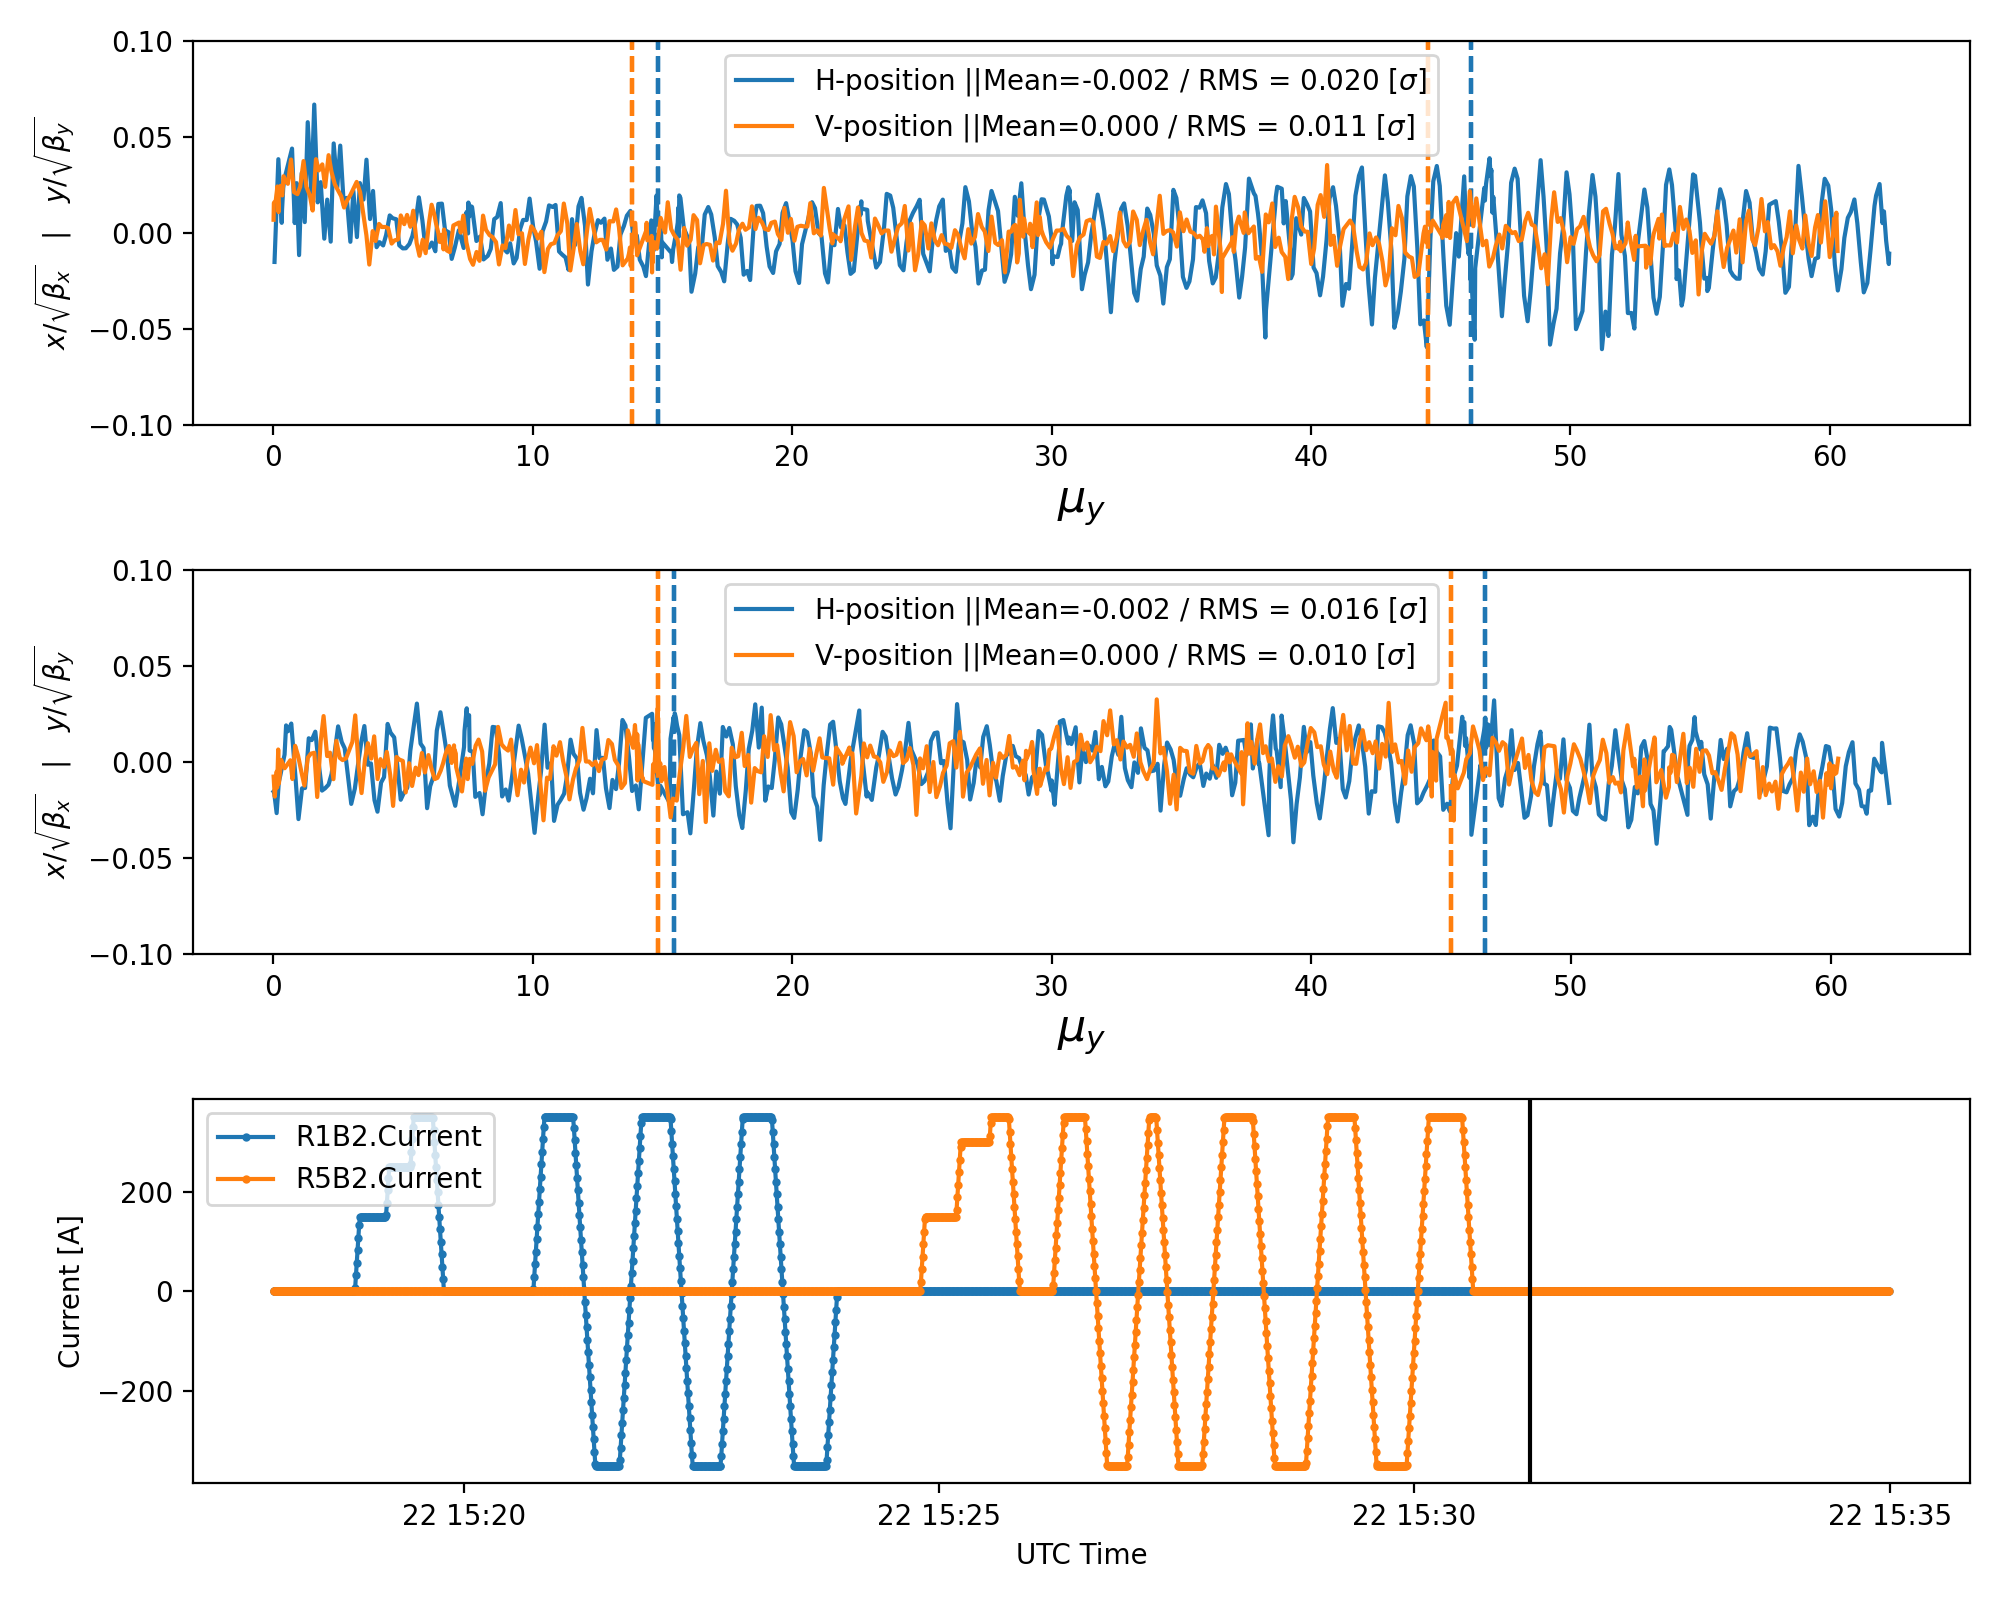 0.10
0.05
0.00
−0.05
−0.10
x/√βx | y/√βy
H-position ||Mean=-0.002 / RMS = 0.020 [σ]
V-position ||Mean=0.000 / RMS = 0.011 [σ]
0 10 20 30 40 50 60
μy
0.10
0.05
0.00
−0.05
−0.10
x/√βx | y/√βy
H-position ||Mean=-0.002 / RMS = 0.016 [σ]
V-position ||Mean=0.000 / RMS = 0.010 [σ]
0 10 20 30 40 50 60
μy
R1B2.Current
R5B2.Current
200
0
−200
Current [A]
22 15:20 22 15:25 22 15:30 22 15:35
UTC Time